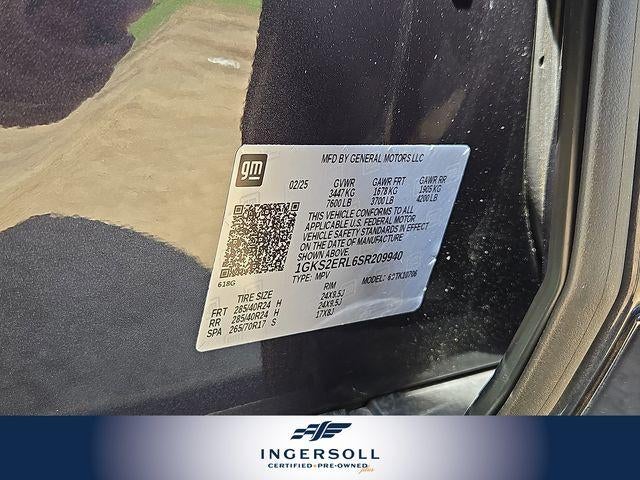 gm
MFD BY GENERAL MOTORS LLC
02/25 GVWR GAWR FRT GAWR RR
3447 KG 1678 KG 1905 KG
7600 LB 3700 LB 4200 LB
THIS VEHICLE CONFORMS TO ALL
APPLICABLE U.S. FEDERAL MOTOR
VEHICLE SAFETY STANDARDS IN EFFECT
ON THE DATE OF MANUFACTURE
SHOWN ABOVE.
1GKS2ERL6SR209940
618G TYPE: MPV MODEL: TK10706
TIRE SIZE RIM
FRT 285/40R24 H 24X9.5J
RR 285/40R24 H 24X9.5J
SPA 265/70R17 S 17X8J
INGERSOLL
CERTIFIED • PRE-OWNED plus